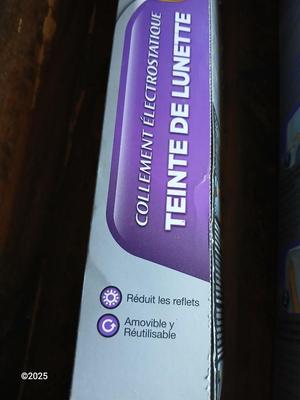 COLLEMENT ÉLECTROSTATIQUE
TEINTE DE LUNETTE
Réduit les reflets
Amovible y
Réutilisable
©2025